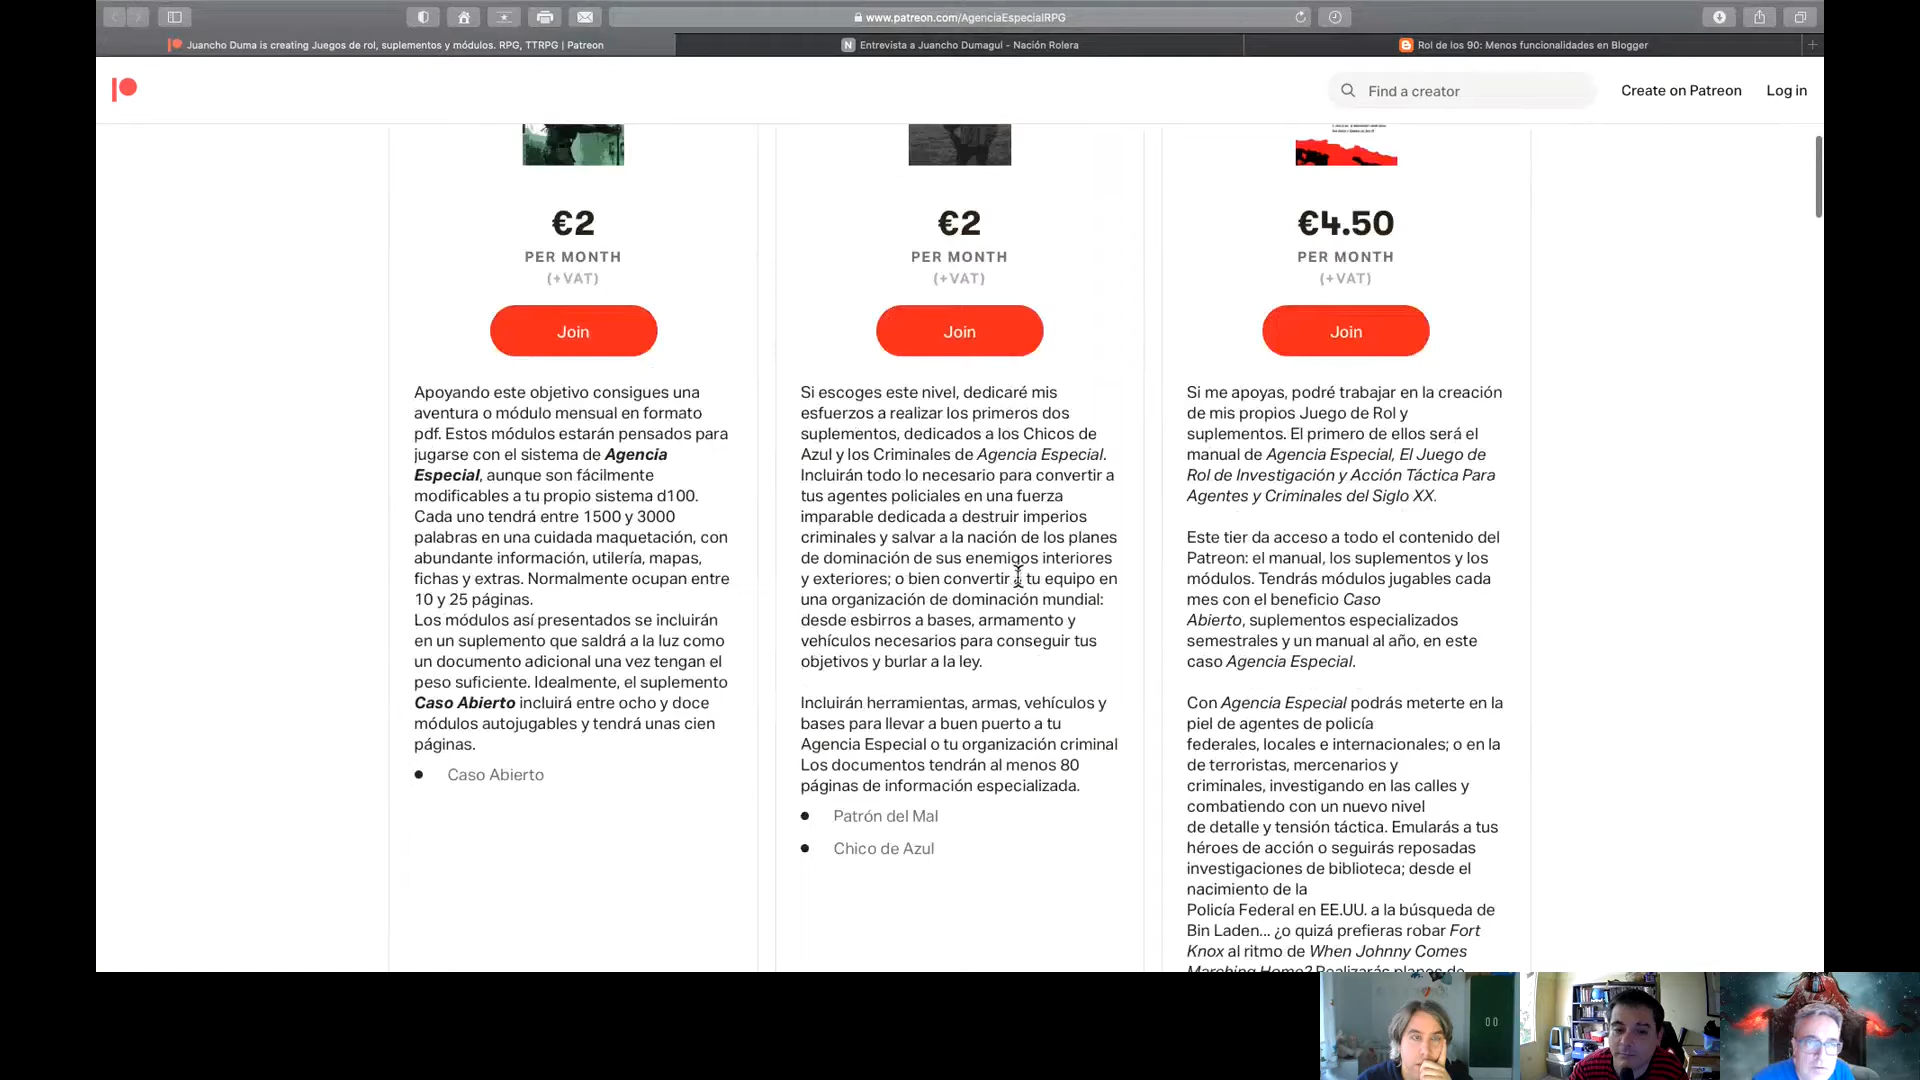 www.patreon.com/AgenciaEspecialRPG
Juancho Duma is creating Juegos de rol, suplementos y módulos. RPG, TTRPG | Patreon
Entrevista a Juancho Dumagul - Nación Rolera
Rol de los 90: Menos funcionalidades en Blogger
Find a creator
Create on Patreon
Log in
€2
PER MONTH
(+VAT)
Join
Apoyando este objetivo consigues una
aventura o módulo mensual en formato
pdf. Estos módulos estarán pensados para
jugarse con el sistema de Agencia
Especial, aunque son fácilmente
modificables a tu propio sistema d100.
Cada uno tendrá entre 1500 y 3000
palabras en una cuidada maquetación, con
abundante información, utilería, mapas,
fichas y extras. Normalmente ocupan entre
10 y 25 páginas.
Los módulos así presentados se incluirán
en un suplemento que saldrá a la luz como
un documento adicional una vez tengan el
peso suficiente. Idealmente, el suplemento
Caso Abierto incluirá entre ocho y doce
módulos autojugables y tendrá unas cien
páginas.
Caso Abierto
€2
PER MONTH
(+VAT)
Join
Si escoges este nivel, dedicaré mis
esfuerzos a realizar los primeros dos
suplementos, dedicados a los Chicos de
Azul y los Criminales de Agencia Especial.
Incluirán todo lo necesario para convertir a
tus agentes policiales en una fuerza
imparable dedicada a destruir imperios
criminales y salvar a la nación de los planes
de dominación de sus enemigos interiores
y exteriores; o bien convertir a tu equipo en
una organización de dominación mundial:
desde esbirros a bases, armamento y
vehículos necesarios para conseguir tus
objetivos y burlar a la ley.
Incluirán herramientas, armas, vehículos y
bases para llevar a buen puerto a tu
Agencia Especial o tu organización criminal
Los documentos tendrán al menos 80
páginas de información especializada.
Patrón del Mal
Chico de Azul
€4.50
PER MONTH
(+VAT)
Join
Si me apoyas, podré trabajar en la creación
de mis propios Juego de Rol y
suplementos. El primero de ellos será el
manual de Agencia Especial, El Juego de
Rol de Investigación y Acción Táctica Para
Agentes y Criminales del Siglo XX.
Este tier da acceso a todo el contenido del
Patreon: el manual, los suplementos y los
módulos. Tendrás módulos jugables cada
mes con el beneficio Caso
Abierto, suplementos especializados
semestrales y un manual al año, en este
caso Agencia Especial.
Con Agencia Especial podrás meterte en la
piel de agentes de policía
federales, locales e internacionales; o en la
de terroristas, mercenarios y
criminales, investigando en las calles y
combatiendo con un nuevo nivel
de detalle y tensión táctica. Emularás a tus
héroes de acción o seguirás reposadas
investigaciones de biblioteca; desde el
nacimiento de la
Policía Federal en EE.UU. a la búsqueda de
Bin Laden... ¿o quizá prefieras robar Fort
Knox al ritmo de When Johnny Comes
Marching Home? Realizarás planes de